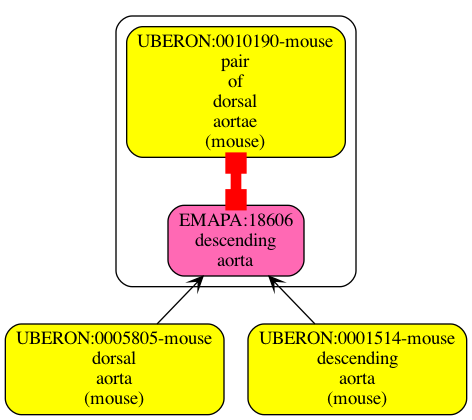 UBERON:0010190-mouse
pair
of
dorsal
aortae
(mouse)
EMAPA:18606
descending
aorta
UBERON:0005805-mouse
dorsal
aorta
(mouse)
UBERON:0001514-mouse
descending
aorta
(mouse)